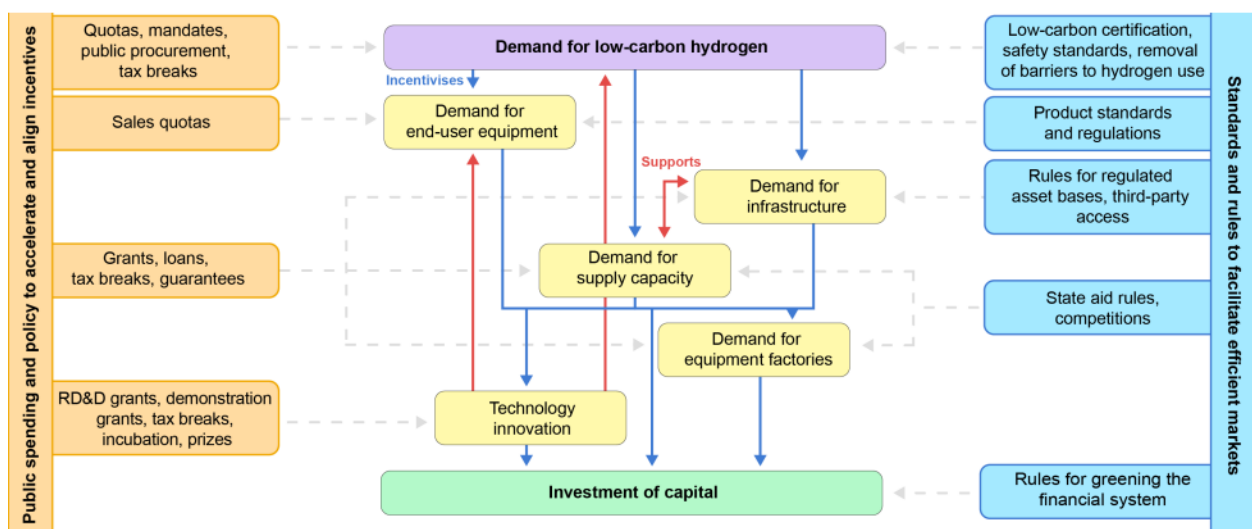 Public spending and policy to accelerate and align incentives
Quotas, mandates,
public procurement,
tax breaks
Sales quotas
Grants, loans,
tax breaks, guarantees
RD&D grants, demonstration
grants, tax breaks,
incubation, prizes
Demand for low-carbon hydrogen
Incentivises
Demand for
end-user equipment
Supports
Demand for
infrastructure
Demand for
supply capacity
Demand for
equipment factories
Technology
innovation
Investment of capital
Low-carbon certification,
safety standards, removal
of barriers to hydrogen use
Product standards
and regulations
Rules for regulated
asset bases, third-party
access
State aid rules,
competitions
Rules for greening the
financial system
Standards and rules to facilitate efficient markets